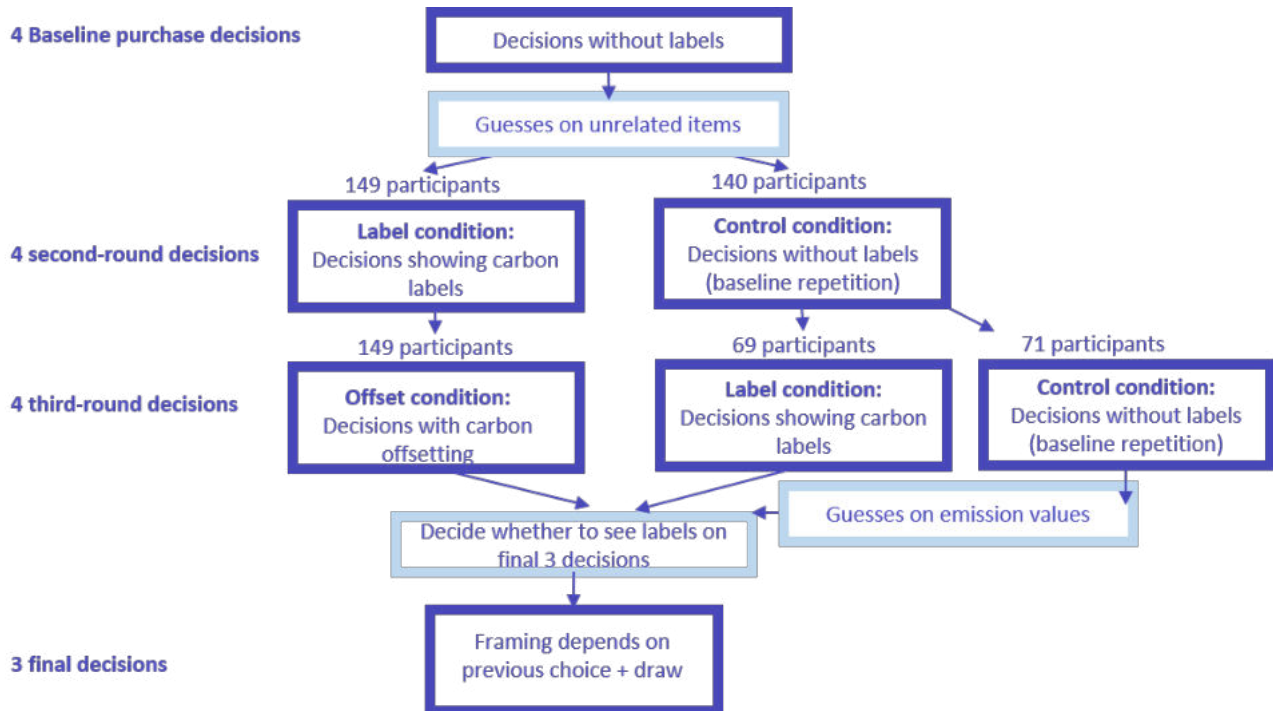 4 Baseline purchase decisions
Decisions without labels
Guesses on unrelated items
149 participants
140 participants
4 second-round decisions
Label condition:
Decisions showing carbon
labels
Control condition:
Decisions without labels
(baseline repetition)
149 participants
69 participants
71 participants
4 third-round decisions
Offset condition:
Decisions with carbon
offsetting
Label condition:
Decisions showing carbon
labels
Control condition:
Decisions without labels
(baseline repetition)
Guesses on emission values
Decide whether to see labels on
final 3 decisions
3 final decisions
Framing depends on
previous choice + draw